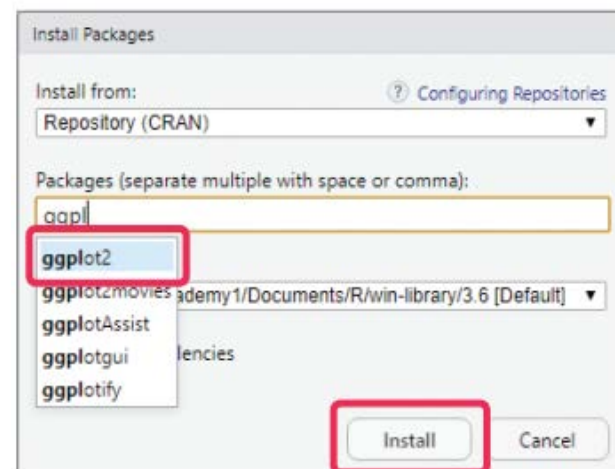 Install Packages
Install from:
? Configuring Repositories
Repository (CRAN)
Packages (separate multiple with space or comma):
ggpl
ggplot2
ggplot2movies
ademy1/Documents/R/win-library/3.6 [Default]
ggplotAssist
ggplotgui
lencies
ggplotify
Install
Cancel